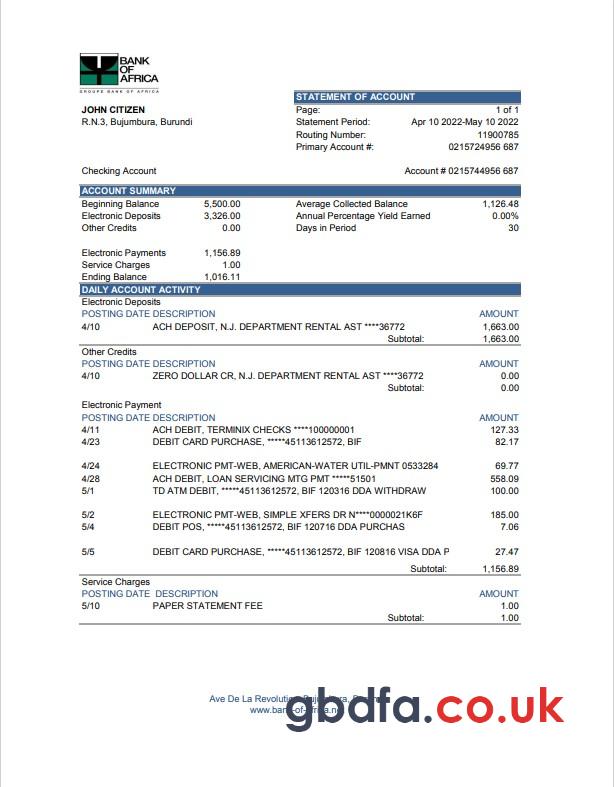 BANK
OF
AFRICA
GROUPE BANK OF AFRICA
STATEMENT OF ACCOUNT
JOHN CITIZEN
Page: 1 of 1
R.N.3, Bujumbura, Burundi
Statement Period: Apr 10 2022-May 10 2022
Routing Number: 11900785
Primary Account #: 0215724956 687
Checking Account Account # 0215744956 687
ACCOUNT SUMMARY
Beginning Balance 5,500.00 Average Collected Balance 1,126.48
Electronic Deposits 3,326.00 Annual Percentage Yield Earned 0.00%
Other Credits 0.00 Days in Period 30
Electronic Payments 1,156.89
Service Charges 1.00
Ending Balance 1,016.11
DAILY ACCOUNT ACTIVITY
Electronic Deposits
POSTING DATE DESCRIPTION AMOUNT
4/10 ACH DEPOSIT, N.J. DEPARTMENT RENTAL AST ****36772 1,663.00
Subtotal: 1,663.00
Other Credits
POSTING DATE DESCRIPTION AMOUNT
4/10 ZERO DOLLAR CR, N.J. DEPARTMENT RENTAL AST ****36772 0.00
Subtotal: 0.00
Electronic Payment
POSTING DATE DESCRIPTION AMOUNT
4/11 ACH DEBIT, TERMINIX CHECKS ****100000001 127.33
4/23 DEBIT CARD PURCHASE, *****45113612572, BIF 82.17
4/24 ELECTRONIC PMT-WEB, AMERICAN-WATER UTIL-PMNT 0533284 69.77
4/28 ACH DEBIT, LOAN SERVICING MTG PMT *****51501 558.09
5/1 TD ATM DEBIT, *****45113612572, BIF 120316 DDA WITHDRAW 100.00
5/2 ELECTRONIC PMT-WEB, SIMPLE XFERS DR N****0000021K6F 185.00
5/4 DEBIT POS, *****45113612572, BIF 120716 DDA PURCHAS 7.06
5/5 DEBIT CARD PURCHASE, *****45113612572, BIF 120816 VISA DDA P 27.47
Subtotal: 1,156.89
Service Charges
POSTING DATE DESCRIPTION AMOUNT
5/10 PAPER STATEMENT FEE 1.00
Subtotal: 1.00
Ave De La Revolution, Bujumbura,
www.bank-of-africa.net
gbdfa.co.uk